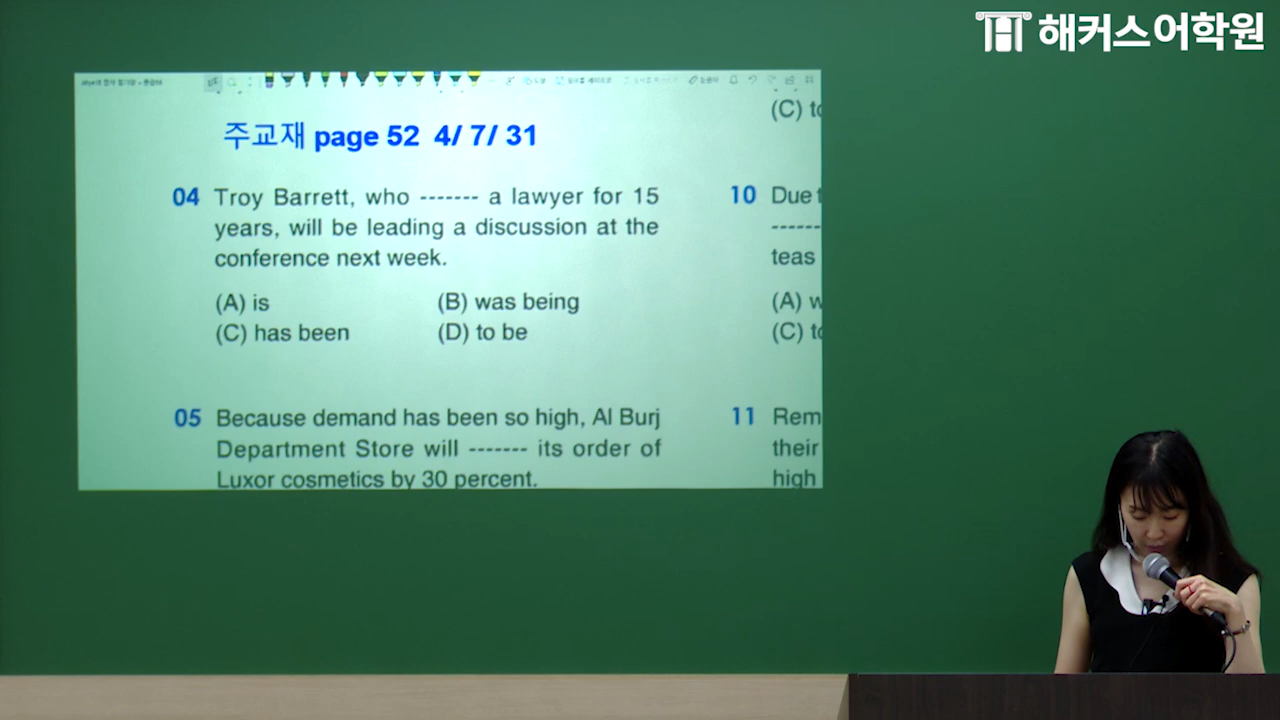 해커스어학원
주교재 page 52 4/ 7/ 31
04 Troy Barrett, who ------- a lawyer for 15
years, will be leading a discussion at the
conference next week.
(A) is (B) was being
(C) has been (D) to be
05 Because demand has been so high, Al Burj
Department Store will ------- its order of
Luxor cosmetics by 30 percent.
(C) to
10 Due t
-------
teas
(A) w
(C) to
11 Rem
their
high